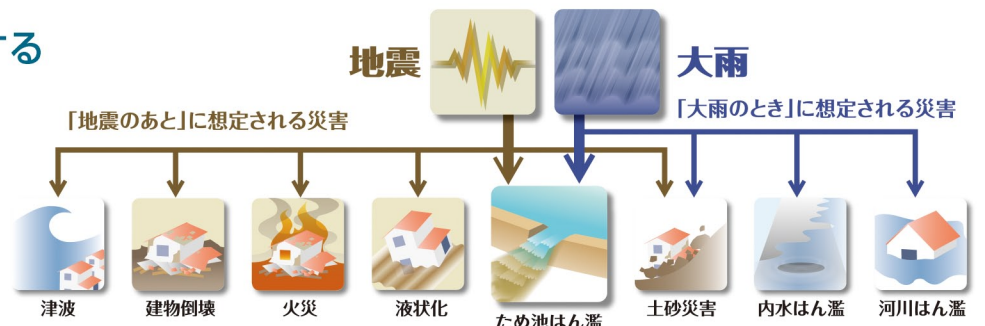 する
地震
大雨
「地震のあと」に想定される災害
「大雨のとき」に想定される災害
津波
建物倒壊
火災
液状化
ため池はん濫
土砂災害
内水はん濫
河川はん濫